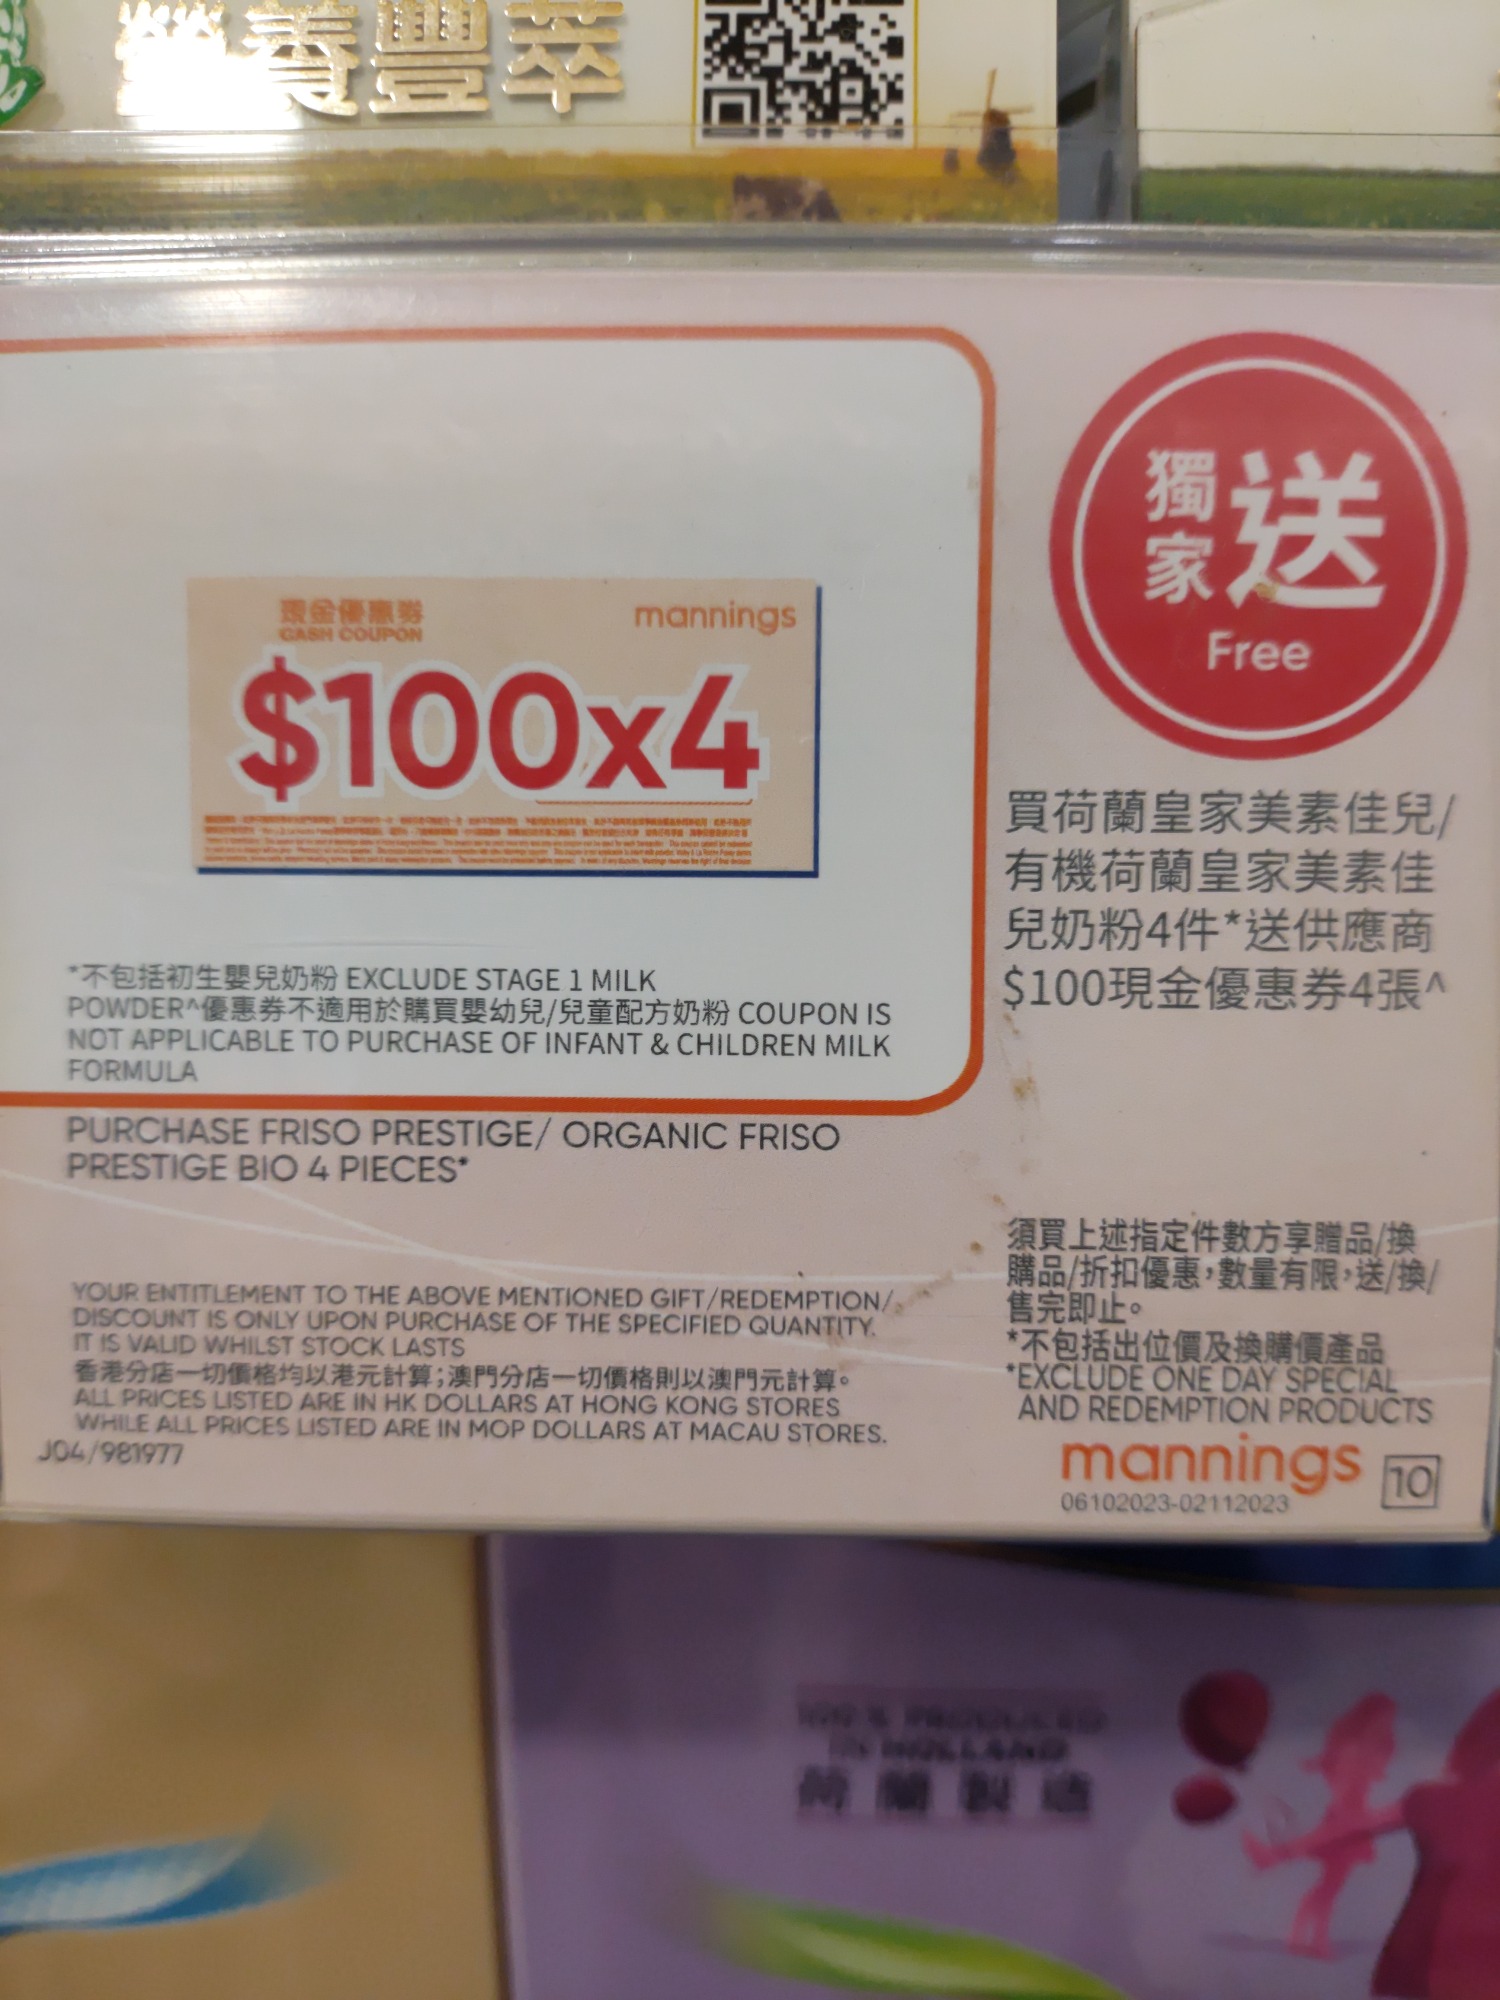 營養豐萃
獨家送
Free
現金優惠券
CASH COUPON
mannings
$100x4
買荷蘭皇家美素佳兒/
有機荷蘭皇家美素佳
兒奶粉4件*送供應商
$100現金優惠券4張^
*不包括初生嬰兒奶粉 EXCLUDE STAGE 1 MILK
POWDER^優惠券不適用於購買嬰幼兒/兒童配方奶粉 COUPON IS
NOT APPLICABLE TO PURCHASE OF INFANT & CHILDREN MILK
FORMULA
PURCHASE FRISO PRESTIGE/ ORGANIC FRISO
PRESTIGE BIO 4 PIECES*
YOUR ENTITLEMENT TO THE ABOVE MENTIONED GIFT/REDEMPTION/
DISCOUNT IS ONLY UPON PURCHASE OF THE SPECIFIED QUANTITY.
IT IS VALID WHILST STOCK LASTS
香港分店一切價格均以港元計算;澳門分店一切價格則以澳門元計算。
ALL PRICES LISTED ARE IN HK DOLLARS AT HONG KONG STORES
WHILE ALL PRICES LISTED ARE IN MOP DOLLARS AT MACAU STORES.
J04/981977
須買上述指定件數方享贈品/換
購品/折扣優惠,數量有限,送/換/
售完即止。
*不包括出位價及換購價產品
*EXCLUDE ONE DAY SPECIAL
AND REDEMPTION PRODUCTS
mannings 10
06102023-02112023
100% PRODUCED
IN HOLLAND
荷蘭製造